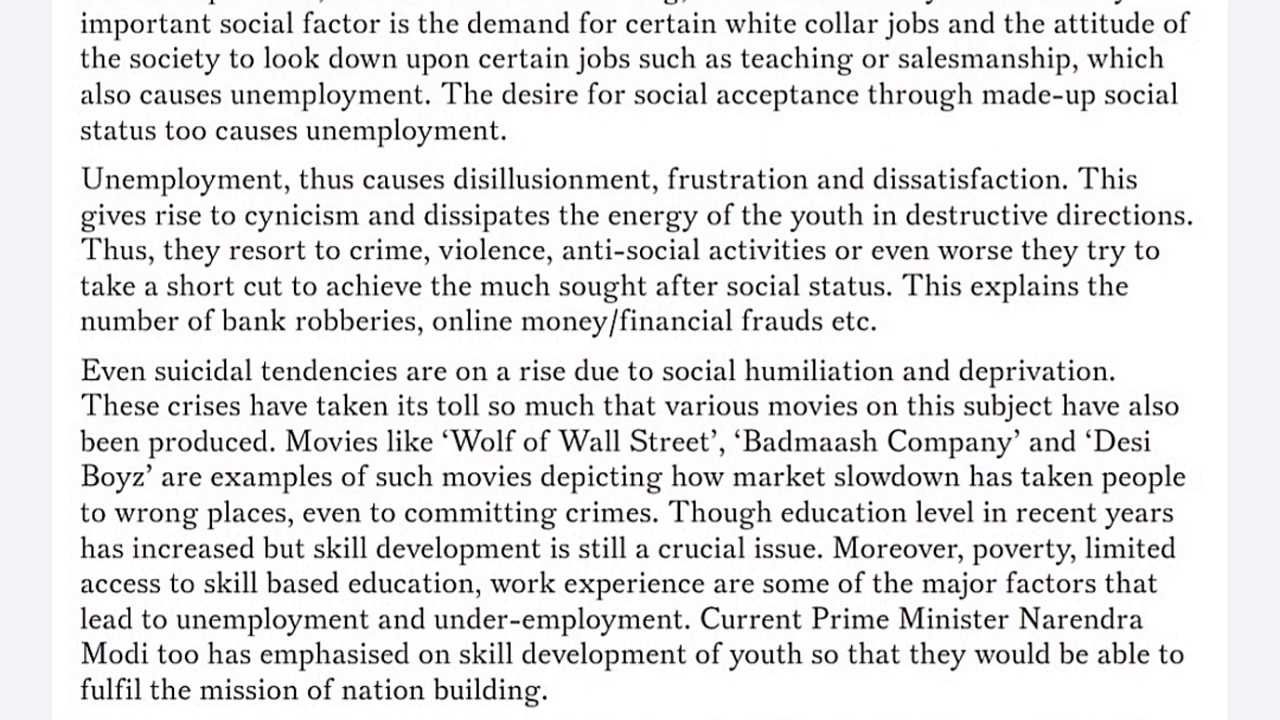 important social factor is the demand for certain white collar jobs and the attitude of
the society to look down upon certain jobs such as teaching or salesmanship, which
also causes unemployment. The desire for social acceptance through made-up social
status too causes unemployment.
Unemployment, thus causes disillusionment, frustration and dissatisfaction. This
gives rise to cynicism and dissipates the energy of the youth in destructive directions.
Thus, they resort to crime, violence, anti-social activities or even worse they try to
take a short cut to achieve the much sought after social status. This explains the
number of bank robberies, online money/financial frauds etc.
Even suicidal tendencies are on a rise due to social humiliation and deprivation.
These crises have taken its toll so much that various movies on this subject have also
been produced. Movies like ‘Wolf of Wall Street’, ‘Badmaash Company’ and ‘Desi
Boyz’ are examples of such movies depicting how market slowdown has taken people
to wrong places, even to committing crimes. Though education level in recent years
has increased but skill development is still a crucial issue. Moreover, poverty, limited
access to skill based education, work experience are some of the major factors that
lead to unemployment and under-employment. Current Prime Minister Narendra
Modi too has emphasised on skill development of youth so that they would be able to
fulfil the mission of nation building.